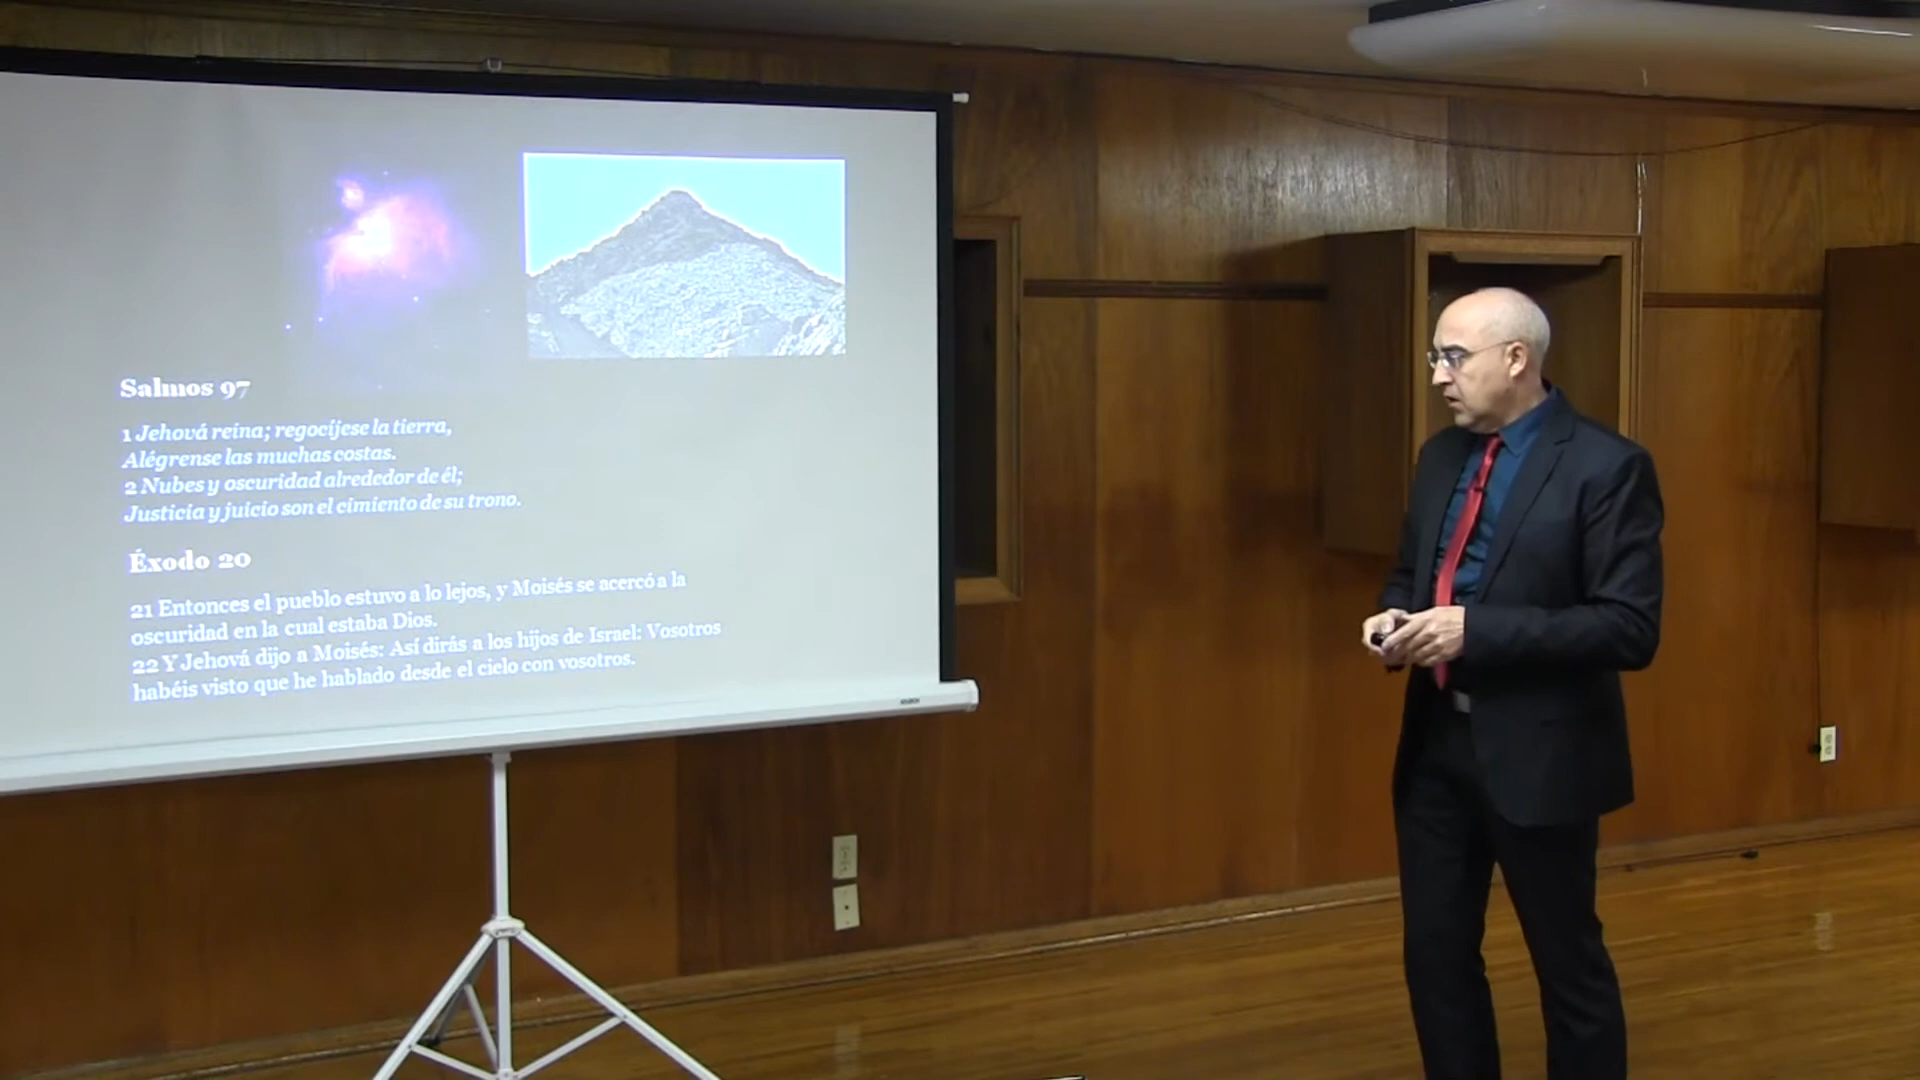 Salmos 97
1 Jehová reina; regocíjese la tierra,
Alégrense las muchas costas.
2 Nubes y oscuridad alrededor de él;
Justicia y juicio son el cimiento de su trono.
Éxodo 20
21 Entonces el pueblo estuvo a lo lejos, y Moisés se acercó a la
oscuridad en la cual estaba Dios.
22 Y Jehová dijo a Moisés: Así dirás a los hijos de Israel: Vosotros
habéis visto que he hablado desde el cielo con vosotros.